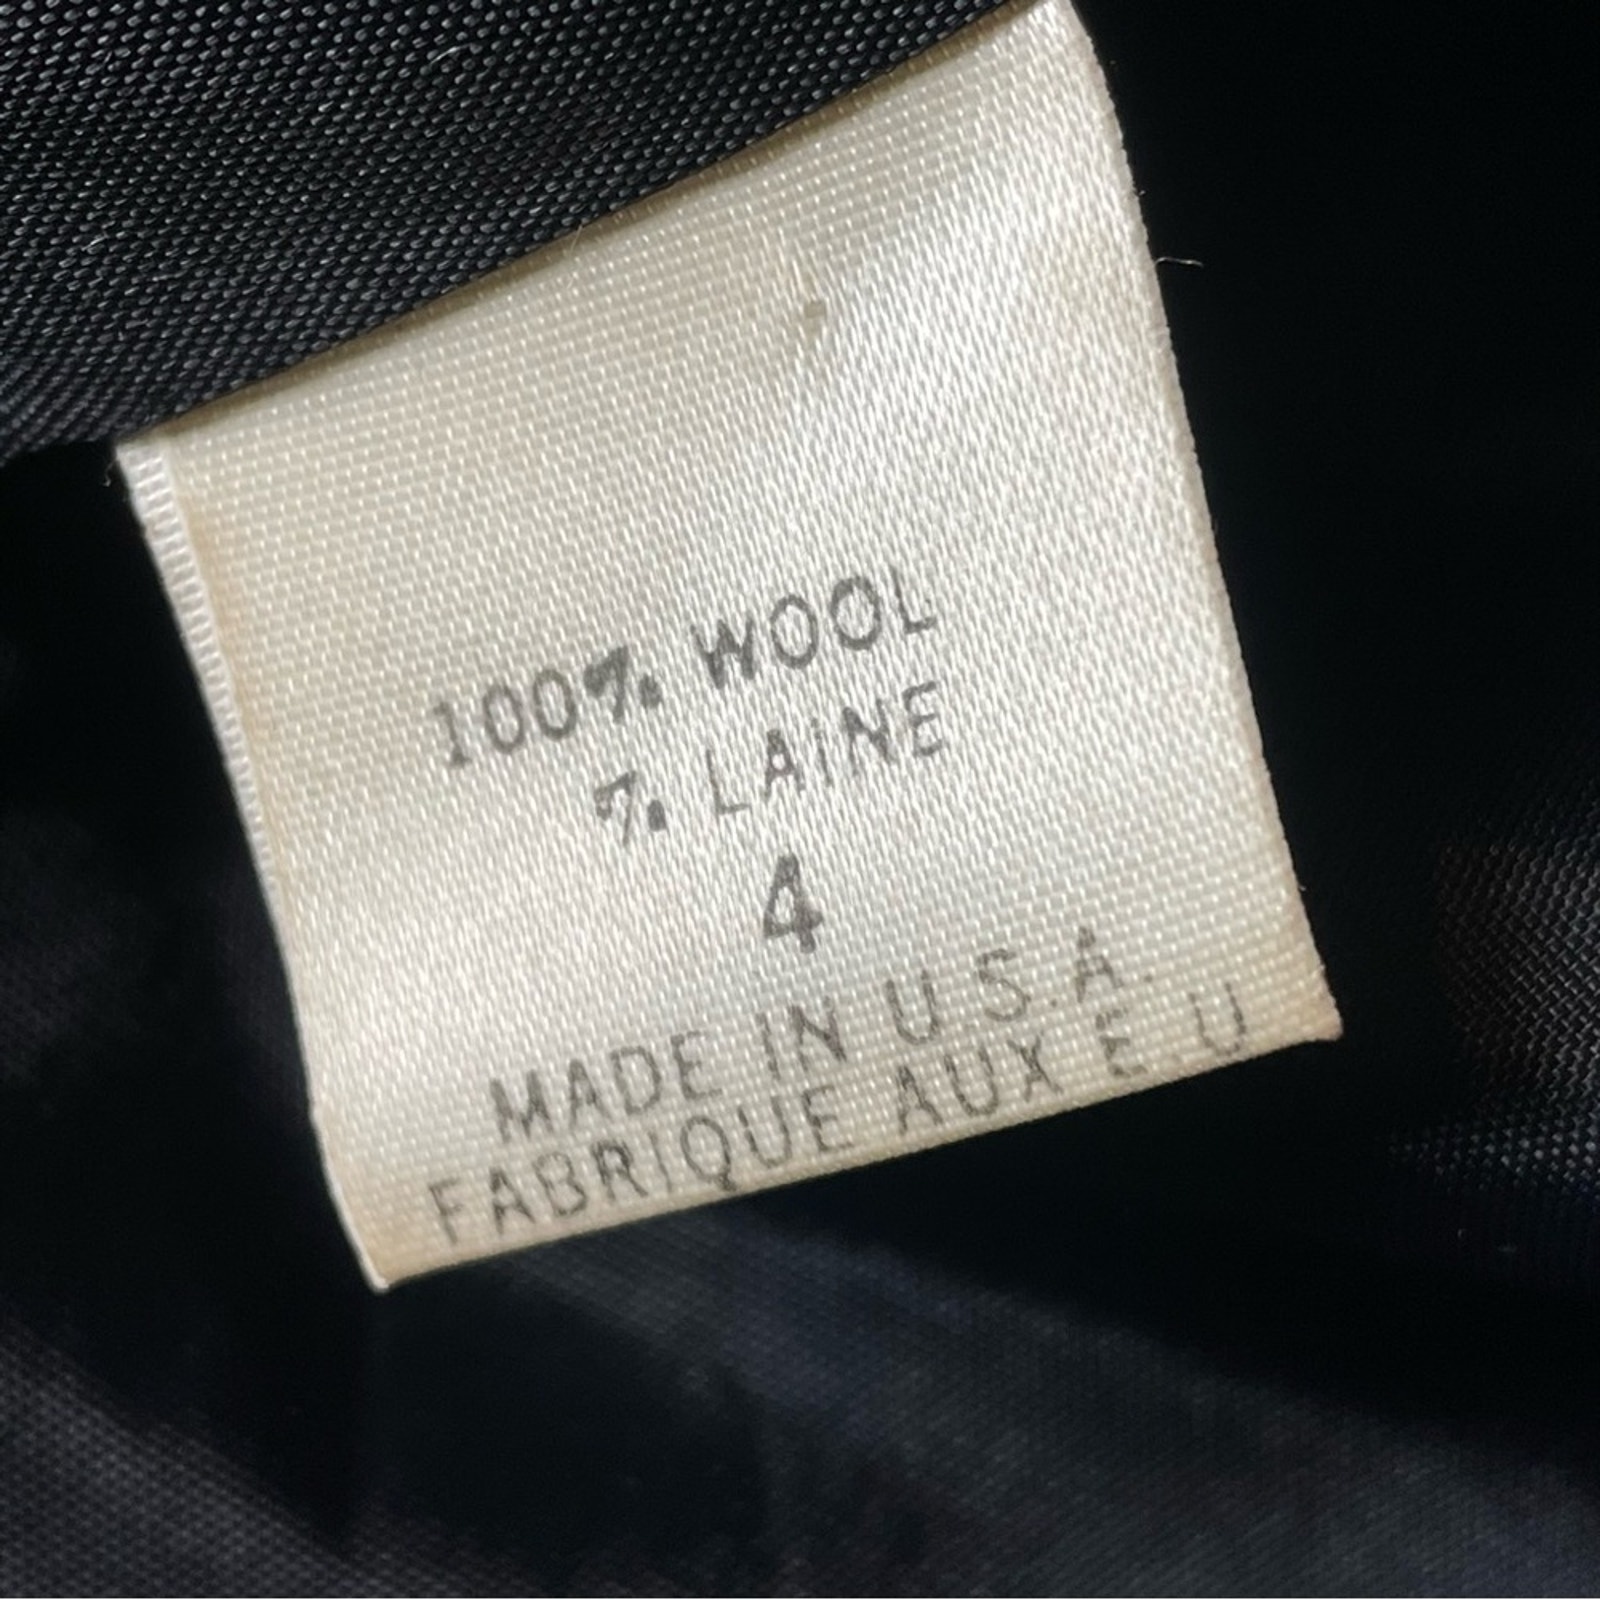 100% WOOL
% LAiNE
4
MADE IN U.S.A.
FABRIQUE AUX E.U